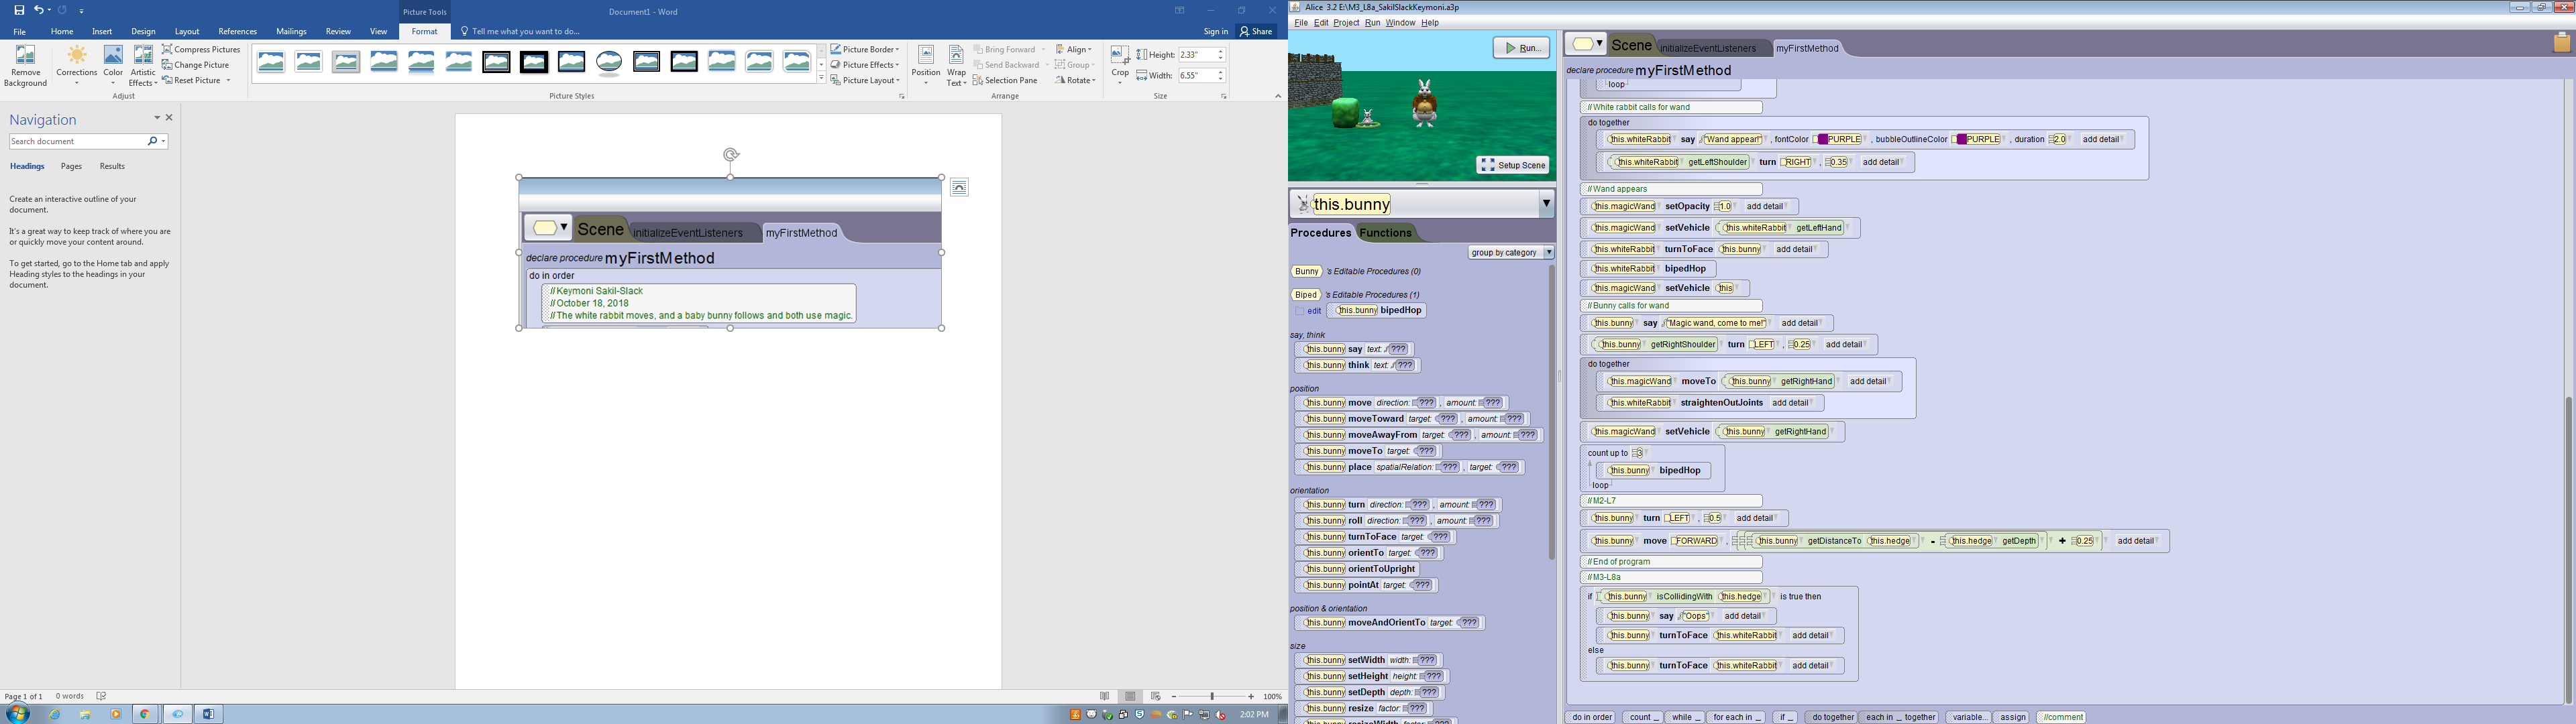 Picture Tools
Document1 - Word
File Home Insert Design Layout References Mailings Review View Format Tell me what you want to do...
Sign in Share
Remove Background
Corrections
Color
Artistic Effects
Compress Pictures
Change Picture
Reset Picture
Adjust
Picture Styles
Picture Border
Picture Effects
Picture Layout
Position
Wrap Text
Bring Forward
Send Backward
Selection Pane
Align
Group
Rotate
Arrange
Crop
Height: 2.33"
Width: 6.55"
Size
Navigation
Search document
Headings Pages Results
Create an interactive outline of your
document.
It's a great way to keep track of where you are
or quickly move your content around.
To get started, go to the Home tab and apply
Heading styles to the headings in your
document.
Scene initializeEventListeners myFirstMethod
declare procedure myFirstMethod
do in order
//Keymoni Sakil-Slack
//October 18, 2018
//The white rabbit moves, and a baby bunny follows and both use magic.
Page 1 of 1 0 words
100%
2:02 PM
Alice 3.2 E:\M3_L8a_SakilSlackKeymoni.a3p
File Edit Project Run Window Help
Run...
Setup Scene
this.bunny
Procedures Functions
group by category
Bunny 's Editable Procedures (0)
Biped 's Editable Procedures (1)
edit this.bunny bipedHop
say, think
this.bunny say text: ???
this.bunny think text: ???
position
this.bunny move direction: ??? , amount: ???
this.bunny moveToward target: ??? , amount: ???
this.bunny moveAwayFrom target: ??? , amount: ???
this.bunny moveTo target: ???
this.bunny place spatialRelation: ??? , target: ???
orientation
this.bunny turn direction: ??? , amount: ???
this.bunny roll direction: ??? , amount: ???
this.bunny turnToFace target: ???
this.bunny orientTo target: ???
this.bunny orientToUpright
this.bunny pointAt target: ???
position & orientation
this.bunny moveAndOrientTo target: ???
size
this.bunny setWidth width: ???
this.bunny setHeight height: ???
this.bunny setDepth depth: ???
this.bunny resize factor: ???
Scene initializeEventListeners myFirstMethod
declare procedure myFirstMethod
loop
//White rabbit calls for wand
do together
this.whiteRabbit say "Wand appear!" , fontColor PURPLE , bubbleOutlineColor PURPLE , duration 2.0 add detail
this.whiteRabbit getLeftShoulder turn RIGHT , 0.35 add detail
//Wand appears
this.magicWand setOpacity 1.0 add detail
this.magicWand setVehicle this.whiteRabbit getLeftHand
this.whiteRabbit turnToFace this.bunny add detail
this.whiteRabbit bipedHop
this.magicWand setVehicle this
//Bunny calls for wand
this.bunny say "Magic wand, come to me!" add detail
this.bunny getRightShoulder turn LEFT , 0.25 add detail
do together
this.magicWand moveTo this.bunny getRightHand add detail
this.whiteRabbit straightenOutJoints add detail
this.magicWand setVehicle this.bunny getRightHand
count up to 3
this.bunny bipedHop
loop
//M2-L7
this.bunny turn LEFT , 0.5 add detail
this.bunny move FORWARD , this.bunny getDistanceTo this.hedge - this.hedge getDepth + 0.25 add detail
//End of program
//M3-L8a
if this.bunny isCollidingWith this.hedge is true then
this.bunny say "Oops" add detail
this.bunny turnToFace this.whiteRabbit add detail
else
this.bunny turnToFace this.whiteRabbit add detail
do in order count _ while _ for each in _ if _ do together each in _ together variable... assign //comment